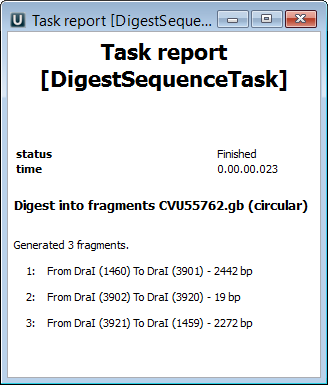 Task report [DigestSeque...
Task report
[DigestSequenceTask]
status Finished
time 0.00.00.023
Digest into fragments CVU55762.gb (circular)
Generated 3 fragments.
1: From DraI (1460) To DraI (3901) - 2442 bp
2: From DraI (3902) To DraI (3920) - 19 bp
3: From DraI (3921) To DraI (1459) - 2272 bp